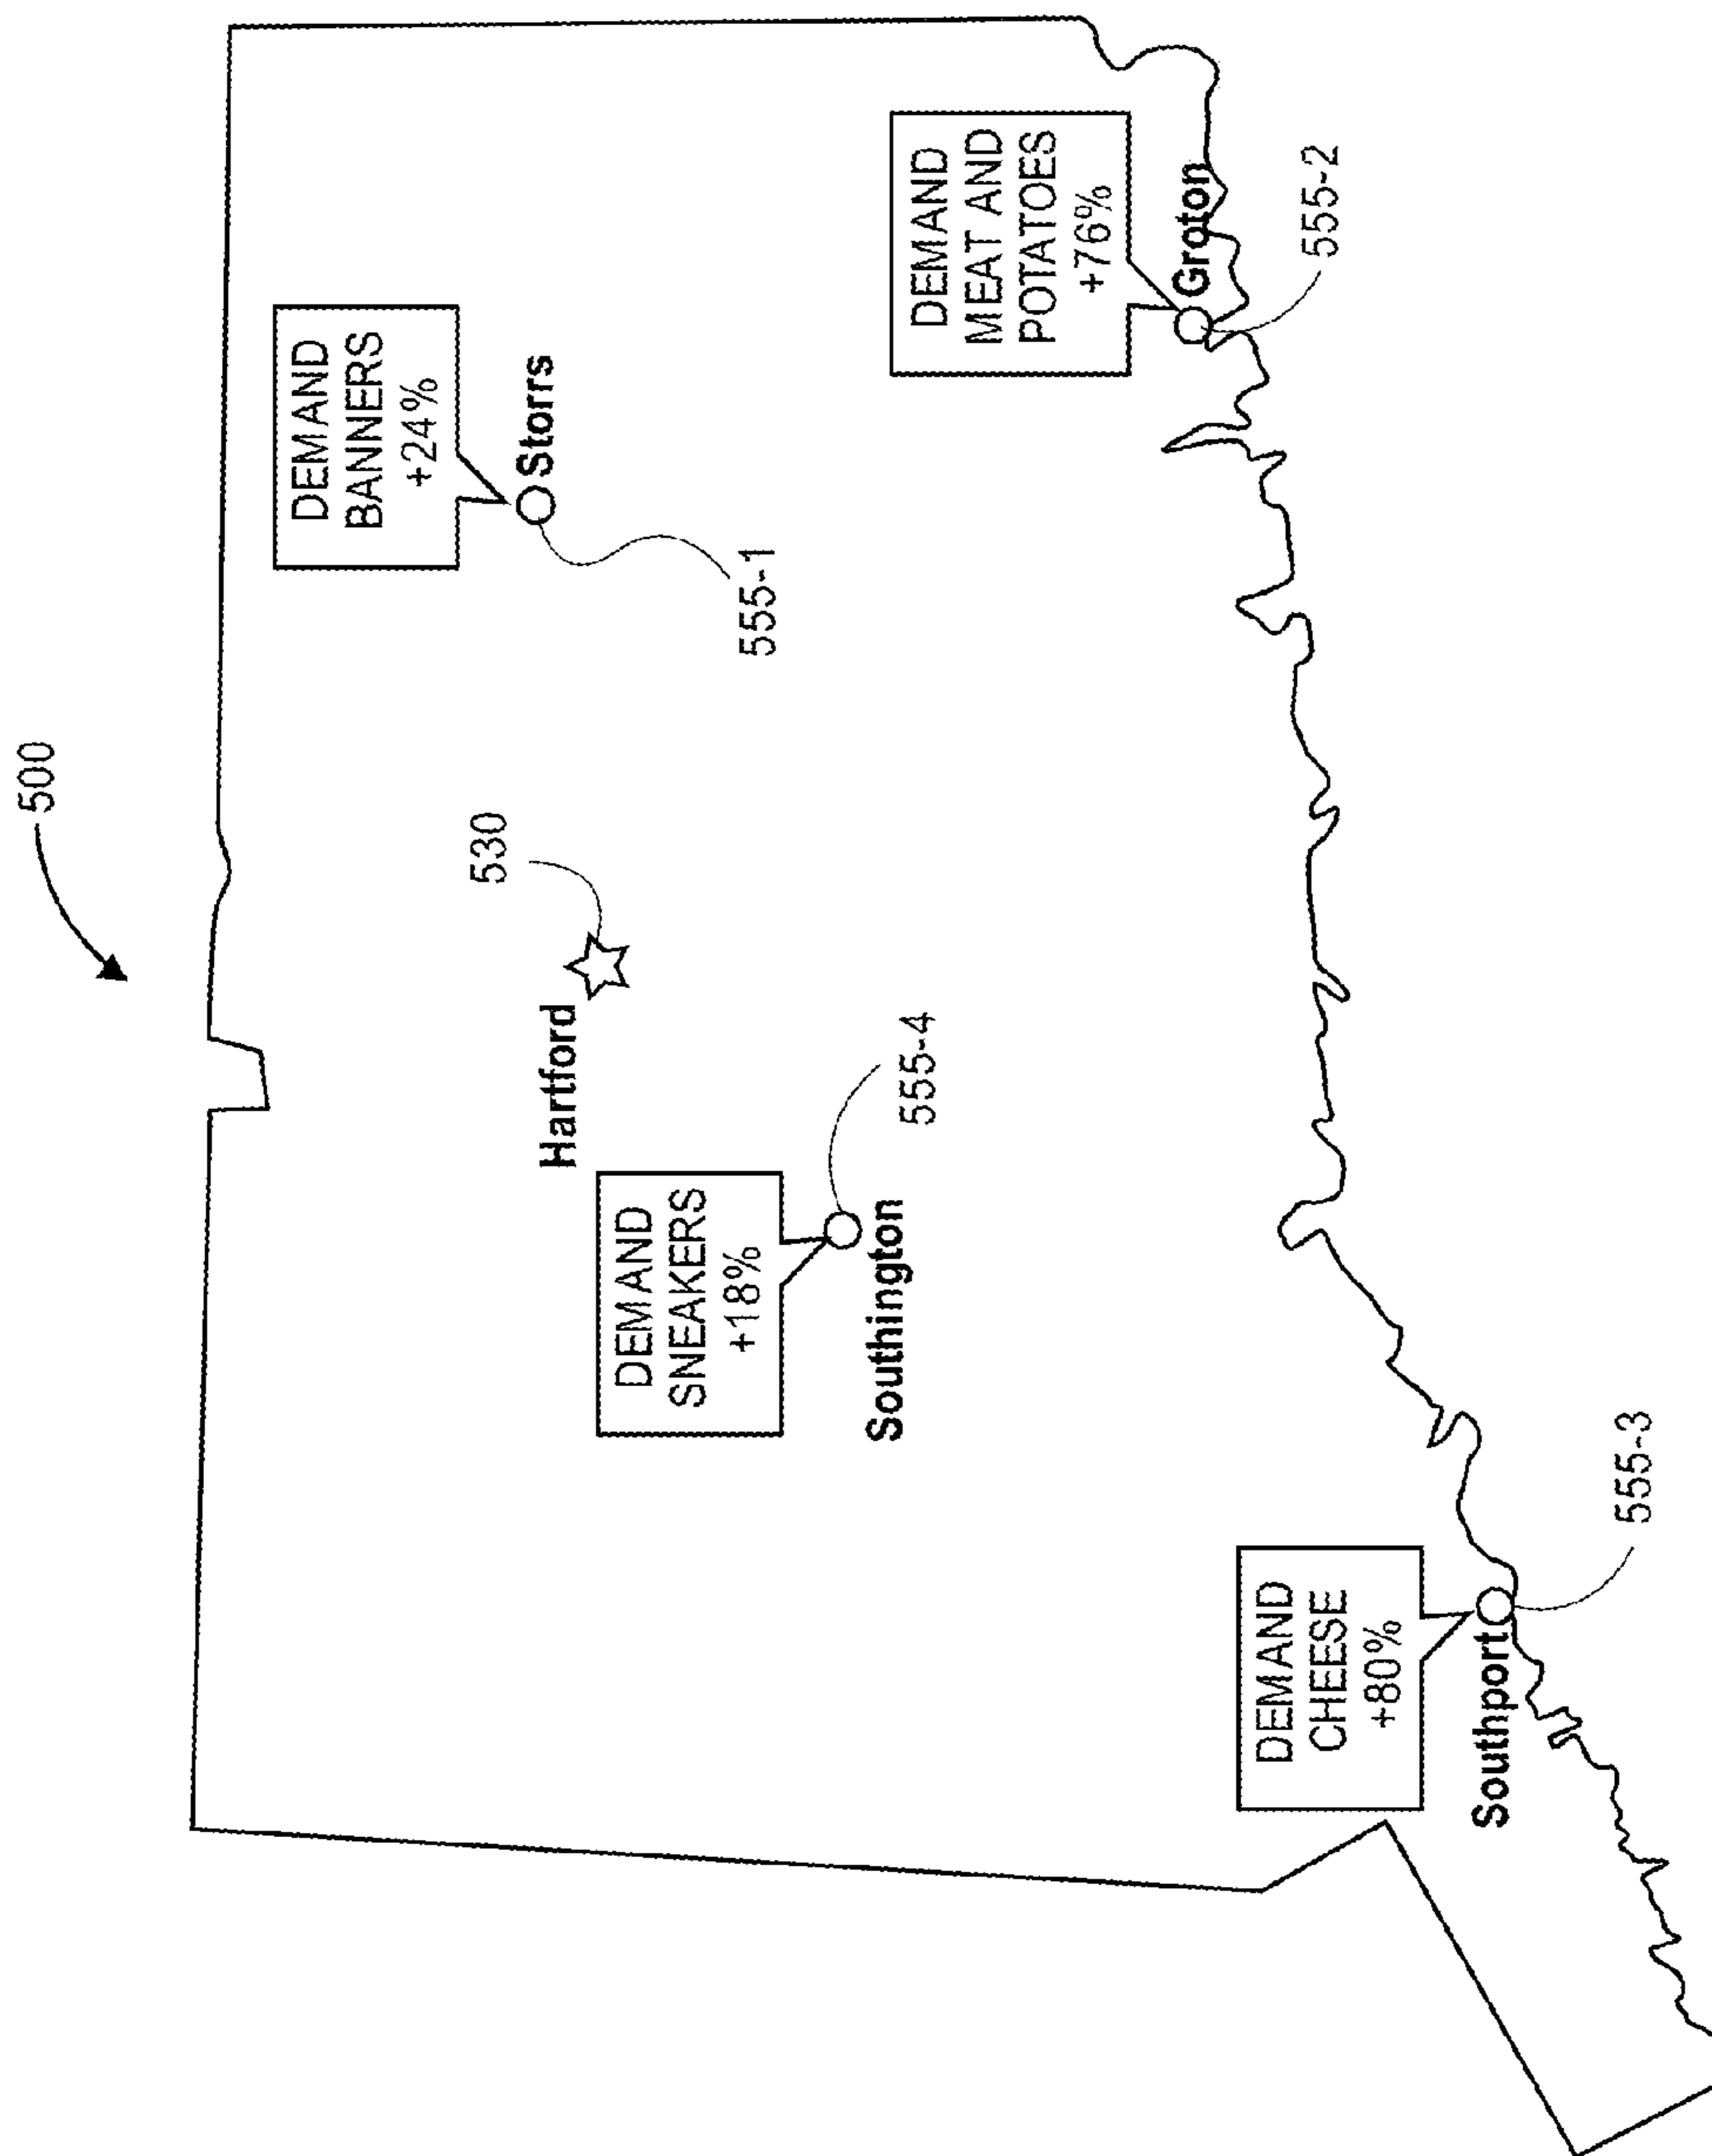 500
DEMAND
BANNERS
+24%
Storrs
555-1
530
Hartford
DEMAND
SNEAKERS
+18%
555-4
Southington
DEMAND
MEAT AND
POTATOES
+76%
Groton
555-2
DEMAND
CHEESE
+80%
Southport
555-3